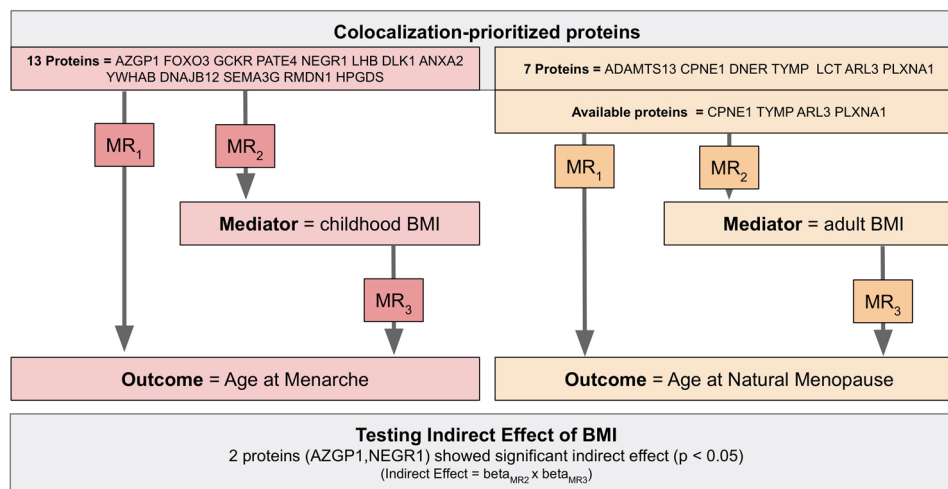 Colocalization-prioritized proteins
13 Proteins = AZGP1 FOXO3 GCKR PATE4 NEGR1 LHB DLK1 ANXA2
YWHAB DNAJB12 SEMA3G RMDN1 HPGDS
7 Proteins = ADAMTS13 CPNE1 DNER TYMP LCT ARL3 PLXNA1
Available proteins = CPNE1 TYMP ARL3 PLXNA1
MR1
MR2
MR1
MR2
Mediator = childhood BMI
Mediator = adult BMI
MR3
MR3
Outcome = Age at Menarche
Outcome = Age at Natural Menopause
Testing Indirect Effect of BMI
2 proteins (AZGP1,NEGR1) showed significant indirect effect (p < 0.05)
(Indirect Effect = betaMR2 x betaMR3)